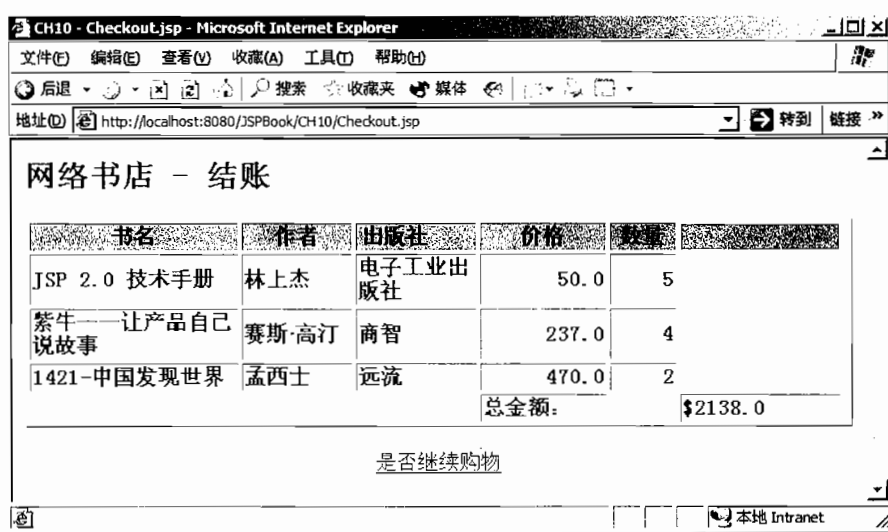 CH10 - Checkout.jsp - Microsoft Internet Explorer
文件(F) 编辑(E) 查看(V) 收藏(A) 工具(T) 帮助(H)
后退 搜索 收藏夹 媒体
地址(D) http://localhost:8080/JSPBook/CH10/Checkout.jsp 转到 链接 »
网络书店 - 结账
书名 作者 出版社 价格 数量
JSP 2.0 技术手册 林上杰 电子工业出版社 50.0 5
紫牛——让产品自己说故事 赛斯·高汀 商智 237.0 4
1421-中国发现世界 孟西士 远流 470.0 2
总金额: $2138.0
是否继续购物
本地 Intranet